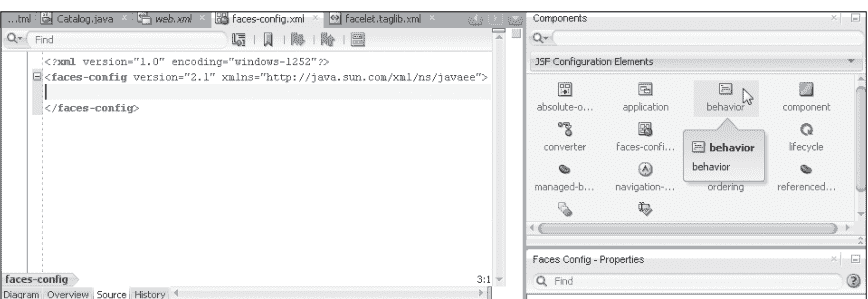 ...tml
Catalog.java
web.xml
faces-config.xml
facelet.taglib.xml
Find
<?xml version="1.0" encoding="windows-1252"?>
<faces-config version="2.1" xmlns="http://java.sun.com/xml/ns/javaee">
</faces-config>
faces-config
3:1
Diagram Overview Source History
Components
JSF Configuration Elements
absolute-o... application behavior component
converter faces-confi... lifecycle
behavior
behavior
managed-b... navigation-... ordering referenced...
Faces Config - Properties
Find